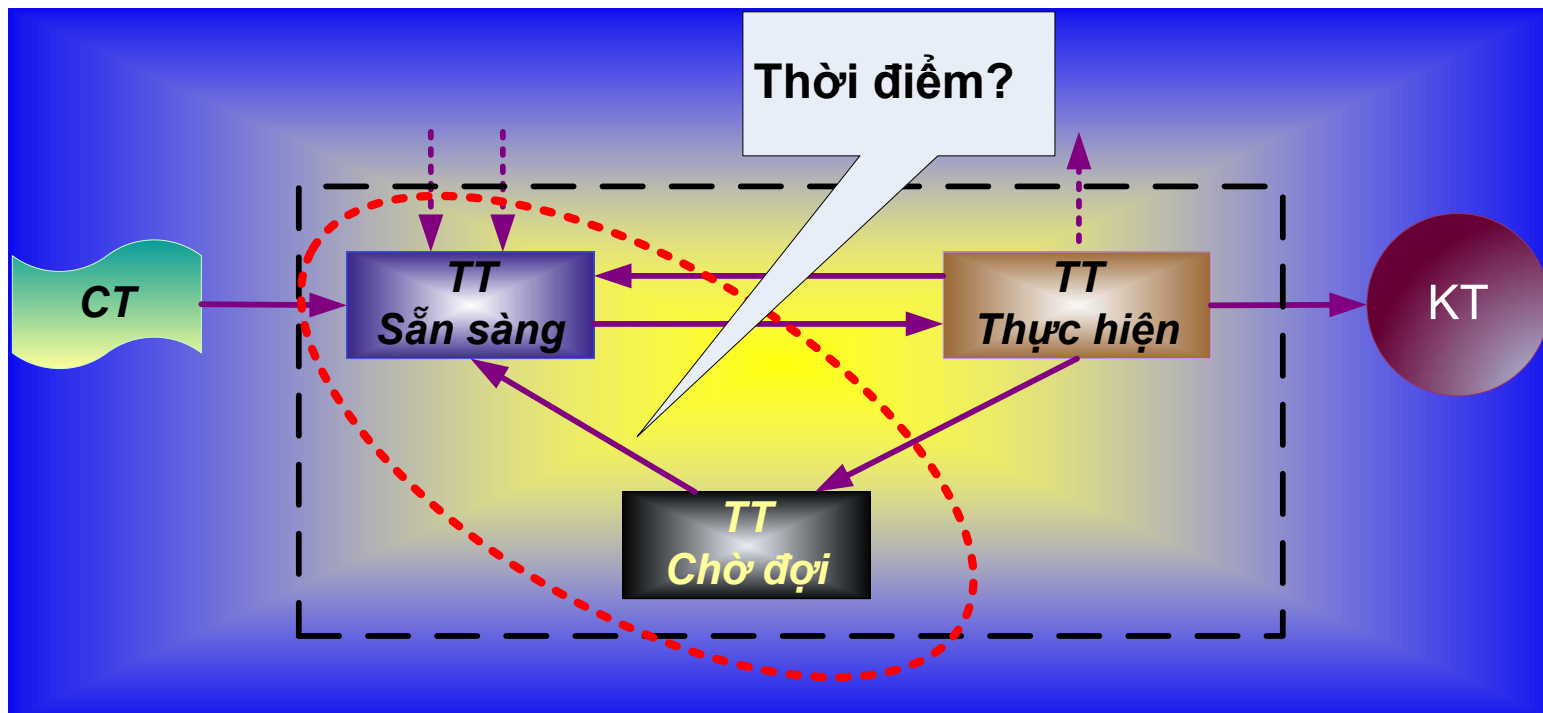 Thời điểm?
CT
TT
Sẵn sàng
TT
Thực hiện
KT
TT
Chờ đợi